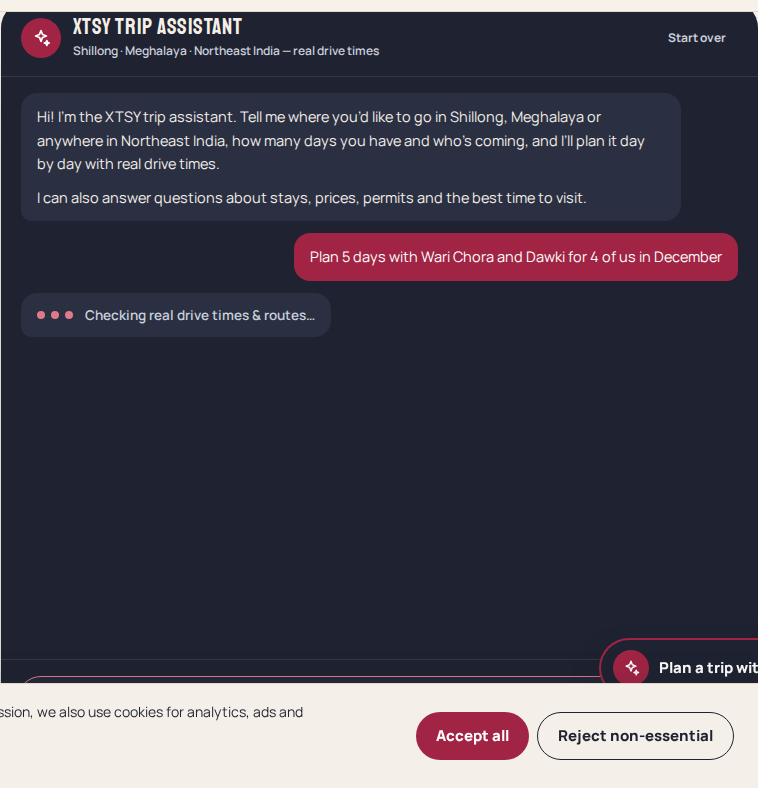 XTSY TRIP ASSISTANT
Shillong · Meghalaya · Northeast India — real drive times
Start over
Hi! I'm the XTSY trip assistant. Tell me where you'd like to go in Shillong, Meghalaya or
anywhere in Northeast India, how many days you have and who's coming, and I'll plan it day
by day with real drive times.
I can also answer questions about stays, prices, permits and the best time to visit.
Plan 5 days with Wari Chora and Dawki for 4 of us in December
Checking real drive times & routes…
Plan a trip wit
ssion, we also use cookies for analytics, ads and
Accept all
Reject non-essential